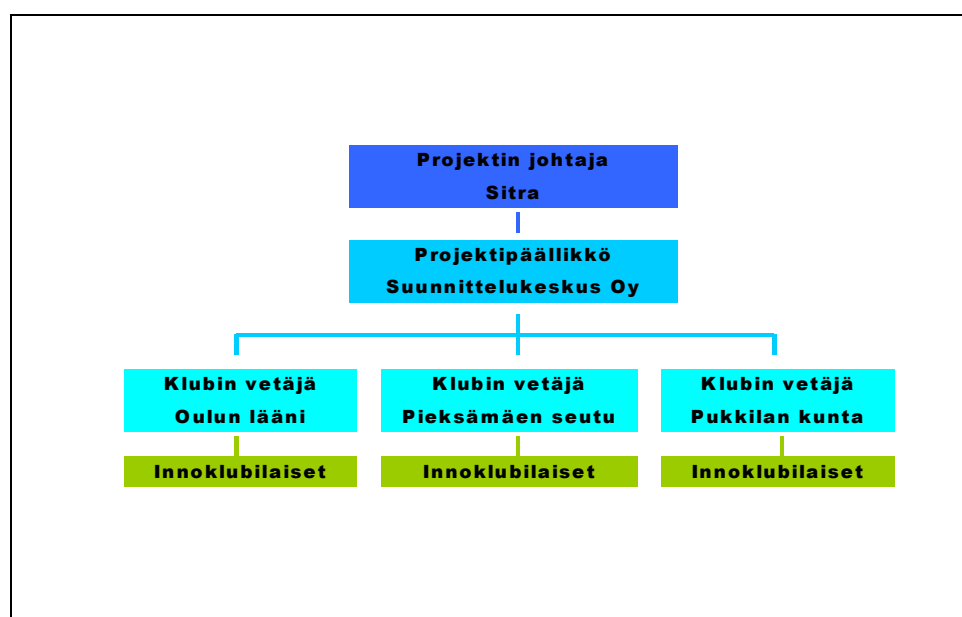 Projektin johtaja
Sitra
Projektipäällikkö
Suunnittelukeskus Oy
Klubin vetäjä
Oulun lääni
Klubin vetäjä
Pieksämäen seutu
Klubin vetäjä
Pukkilan kunta
Innoklubilaiset
Innoklubilaiset
Innoklubilaiset